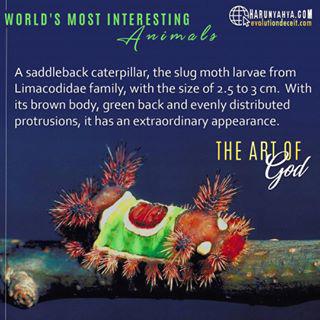 WORLD'S MOST INTERESTING
Animals
HARUNYAHYA.COM
evolutiondeceit.com
A saddleback caterpillar, the slug moth larvae from
Limacodidae family, with the size of 2.5 to 3 cm. With
its brown body, green back and evenly distributed
protrusions, it has an extraordinary appearance.
THE ART OF
God